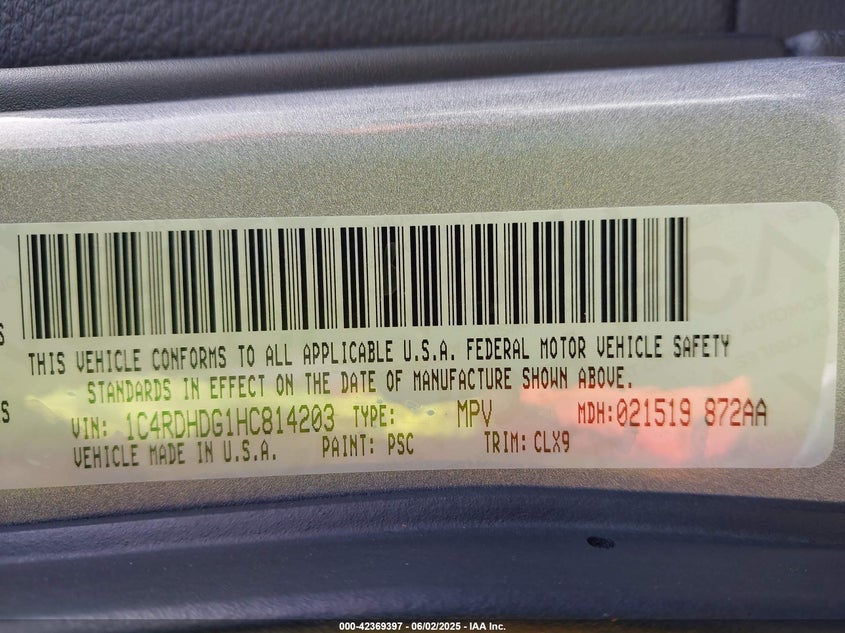 THIS VEHICLE CONFORMS TO ALL APPLICABLE U.S.A. FEDERAL MOTOR VEHICLE SAFETY
STANDARDS IN EFFECT ON THE DATE OF MANUFACTURE SHOWN ABOVE.
VIN: 1C4RDHDG1HC814203 TYPE: MPV MDH:021519 872AA
VEHICLE MADE IN U.S.A. PAINT: PSC TRIM: CLX9
000-42369397 - 06/02/2025 - IAA Inc.